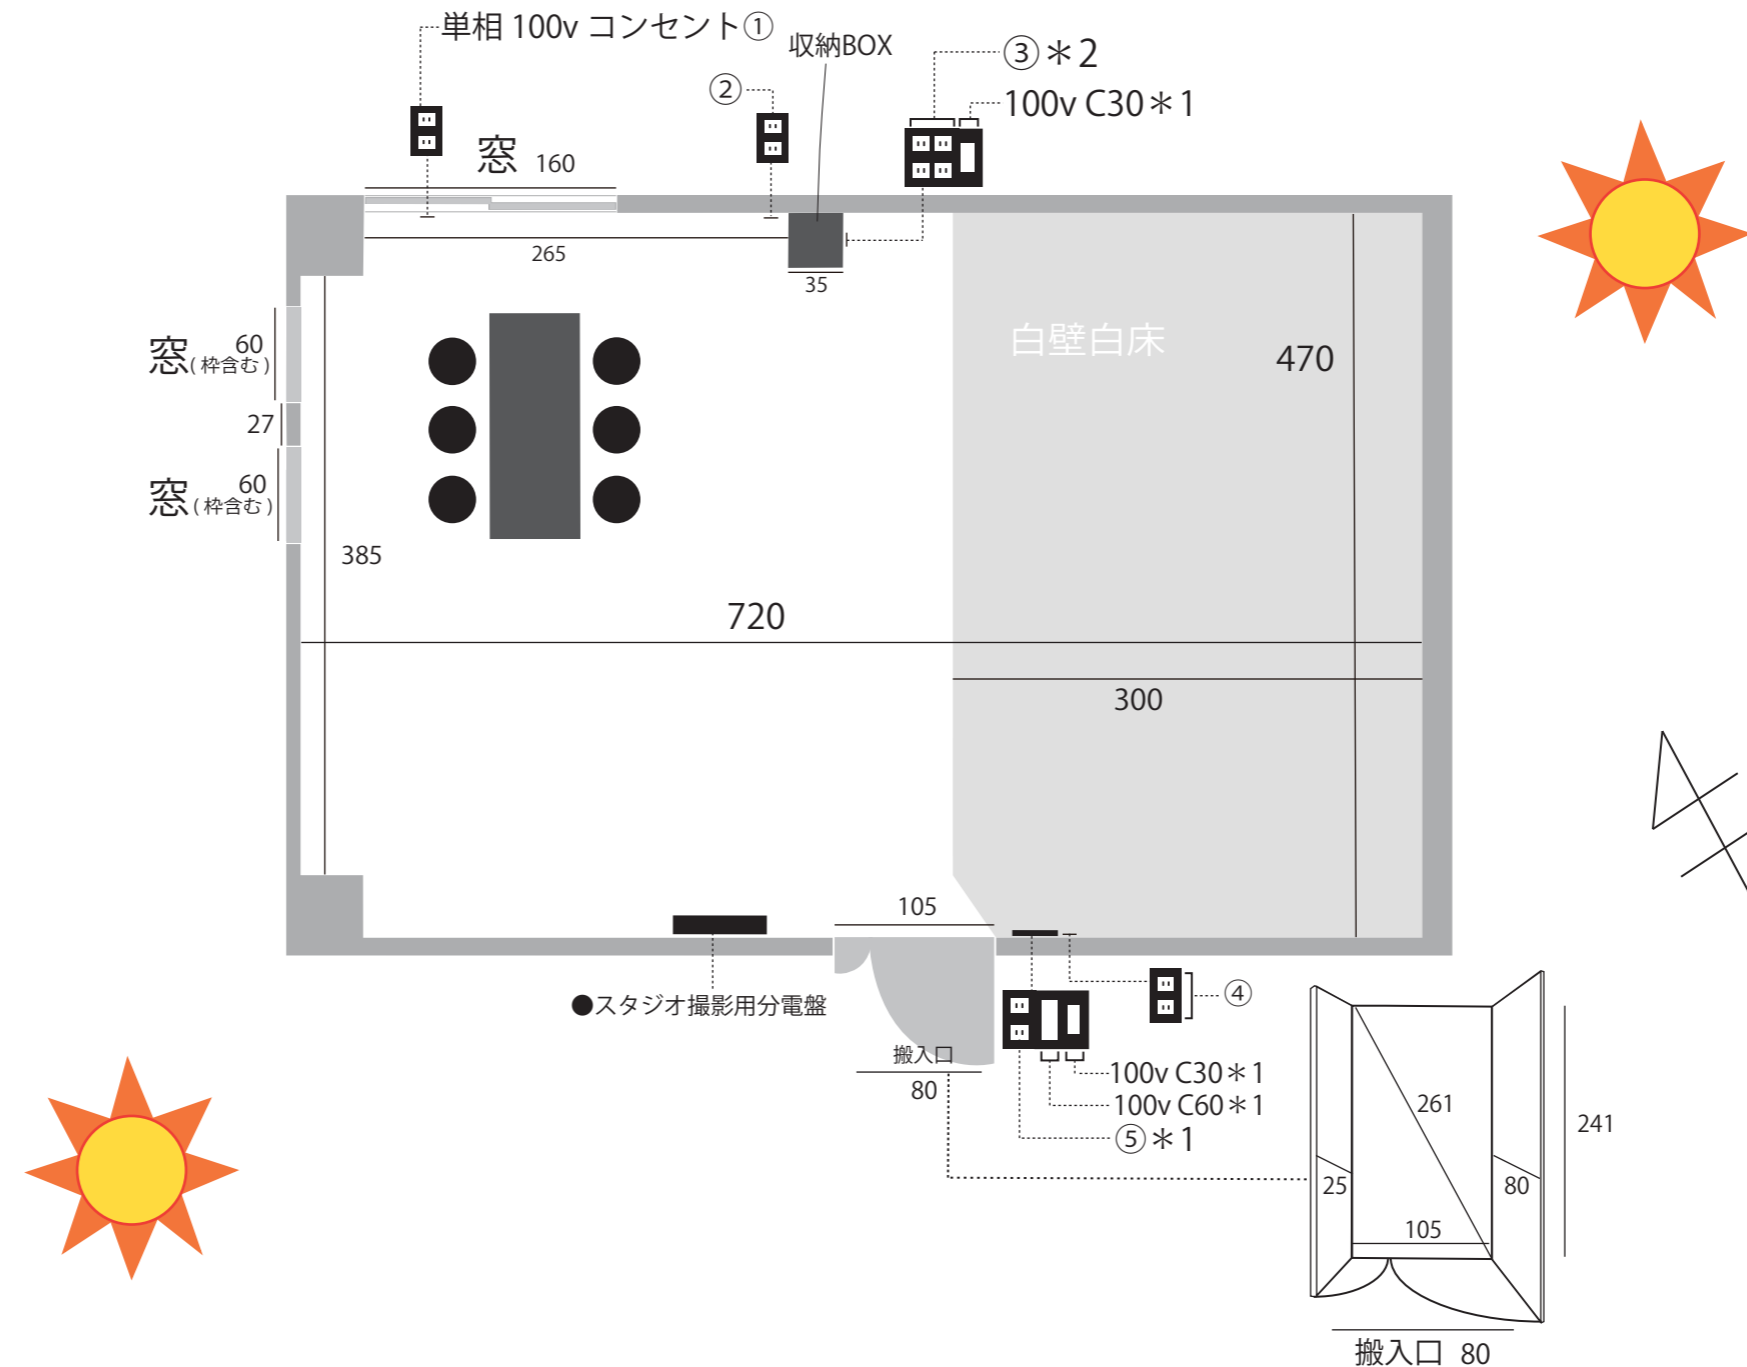 単相 100v コンセント①
収納BOX
②
③＊2
100v C30＊1
窓 160
265
35
白壁白床
470
窓 60
(枠含む)
27
窓 60
(枠含む)
385
720
300
105
●スタジオ撮影用分電盤
④
搬入口
80
100v C30＊1
100v C60＊1
⑤＊1
261
241
25
80
105
搬入口 80